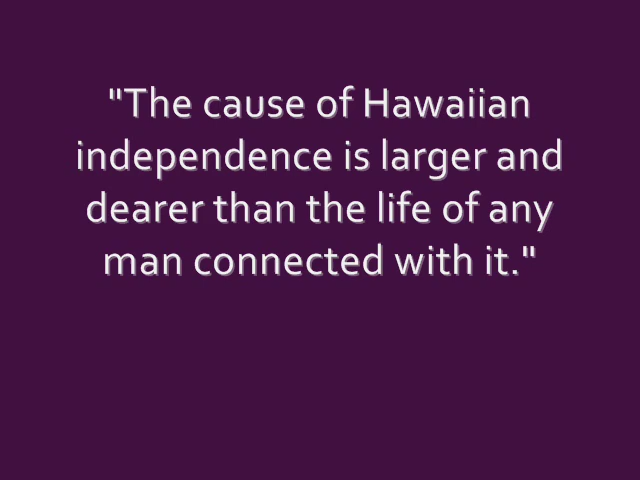 "The cause of Hawaiian
independence is larger and
dearer than the life of any
man connected with it."